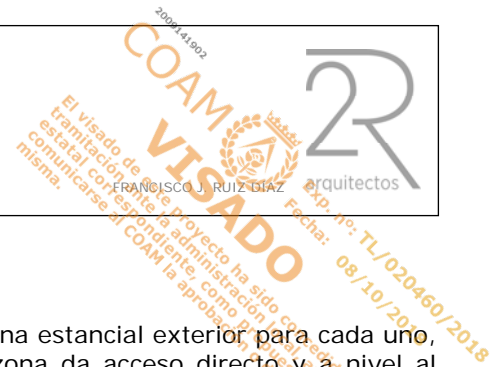 2009141902
COAM
VISADO
El visado de este proyecto ha sido
tramitación ante la administración
estatal correspondiente, como
comunicarse al COAM la aprobación
misma.
Exp. nº: TL/020460/2018
Fecha: 08/10/2018
2R
arquitectos
FRANCISCO J. RUIZ DÍAZ
na estancial exterior para cada uno,
zona da acceso directo y a nivel al